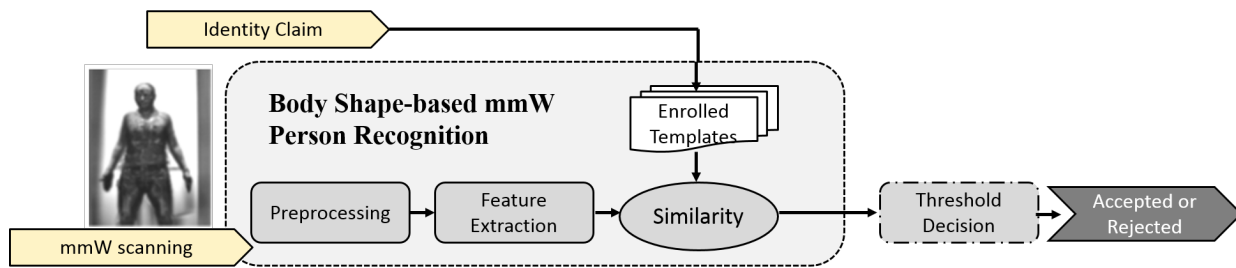 Identity Claim
Body Shape-based mmW
Person Recognition
Enrolled
Templates
Preprocessing
Feature
Extraction
Similarity
Threshold
Decision
Accepted or
Rejected
mmW scanning